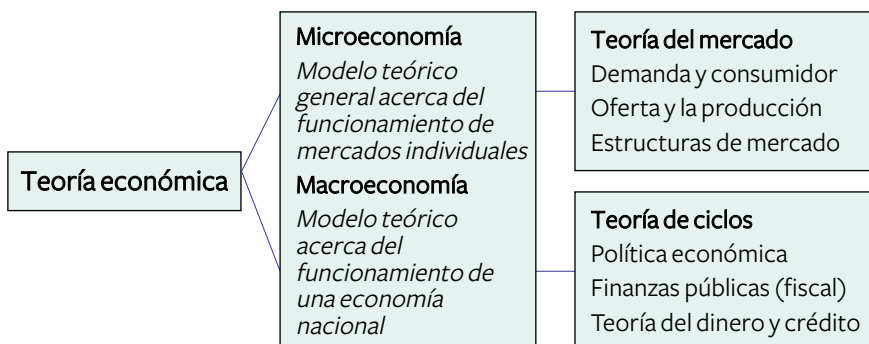 Teoría económica
Microeconomía
Modelo teórico
general acerca del
funcionamiento de
mercados individuales
Macroeconomía
Modelo teórico
acerca del
funcionamiento de
una economía
nacional
Teoría del mercado
Demanda y consumidor
Oferta y la producción
Estructuras de mercado
Teoría de ciclos
Política económica
Finanzas públicas (fiscal)
Teoría del dinero y crédito